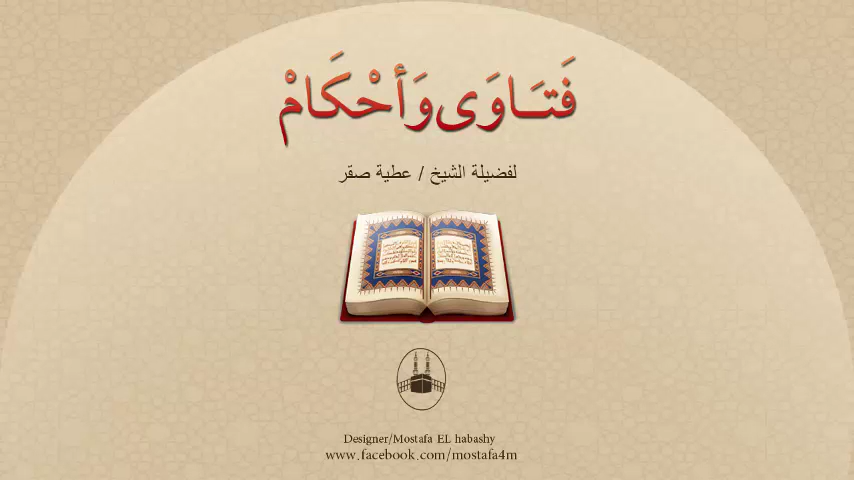 فَتَاوَى وَأحْكَامْ
لفضيلة الشيخ / عطية صقر
Designer/Mostafa EL habashy
www.facebook.com/mostafa4m